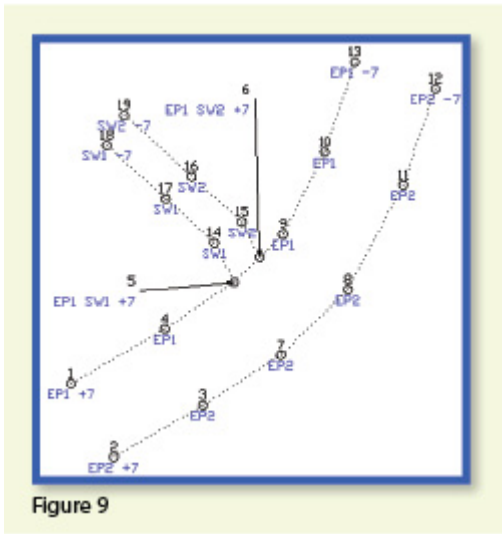 13
EP1 -7
12
EP2 -7
6
EP1 SW2 +7
19
SW2 -7
18
SW1 -7
10
EP1
16
SW2
11
EP2
17
SW1
15
SW2
9
EP1
14
SW1
5
EP1 SW1 +7
8
EP2
4
EP1
7
EP2
1
EP1 +7
3
EP2
2
EP2 +7
Figure 9